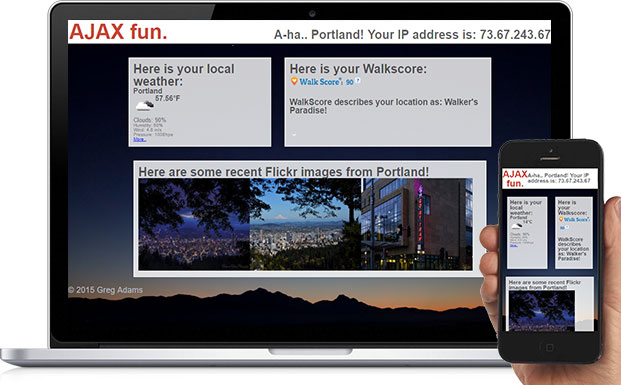 AJAX fun.
A-ha.. Portland! Your IP address is: 73.67.243.67
Here is your local
weather:
Portland
57.56°F
Clouds: 90%
Humidity: 80%
Wind: 4.6 m/s
Pressure: 1008hpa
More..
Here is your Walkscore:
Walk Score®: 90 ?
WalkScore describes your location as: Walker's
Paradise!
Here are some recent Flickr images from Portland!
© 2015 Greg Adams
AJAX
fun.
A-ha.. Portland! Your IP
address is: 73.67.243.67
Here is
your local
weather:
Portland
14°C
Clouds: 90%
Here is
your
Walkscore:
Walk Score®:
90
WalkScore
describes
your
location as:
Walker's
Paradise!
Here are some recent Flickr
images from Portland!